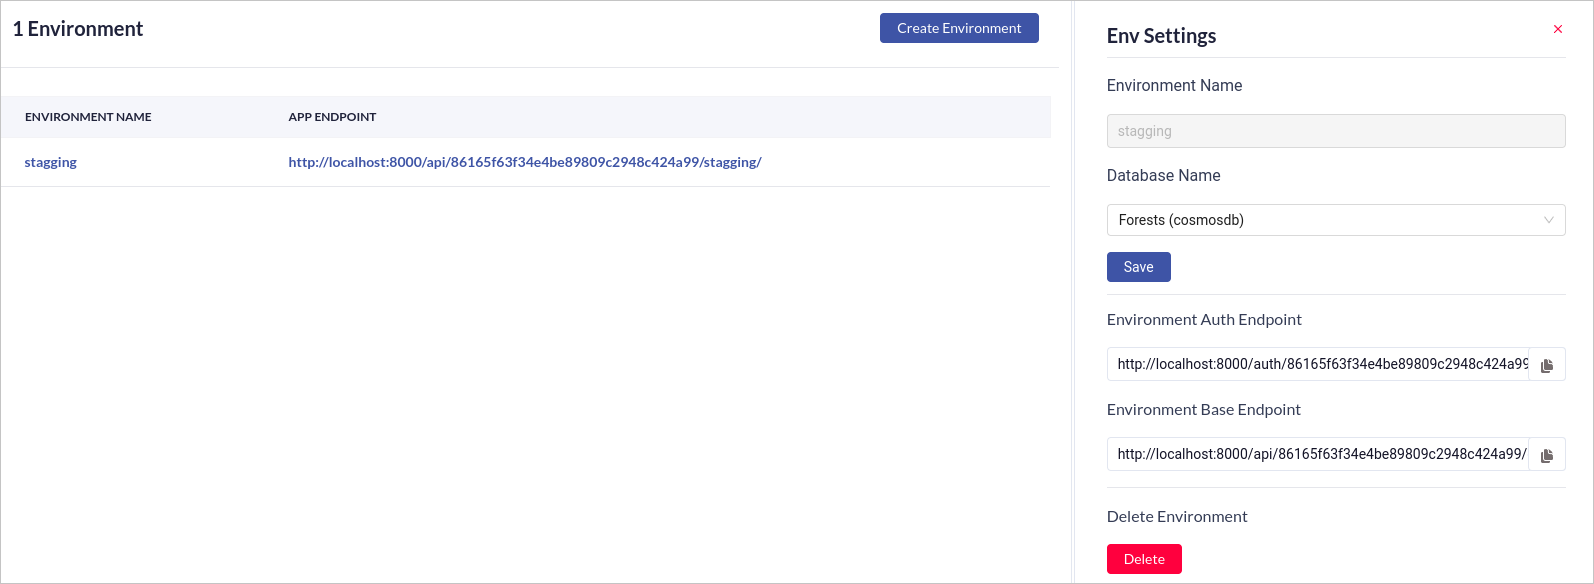 1 Environment
Create Environment
ENVIRONMENT NAME
APP ENDPOINT
stagging
http://localhost:8000/api/86165f63f34e4be89809c2948c424a99/stagging/
Env Settings
Environment Name
stagging
Database Name
Forests (cosmosdb)
Save
Environment Auth Endpoint
http://localhost:8000/auth/86165f63f34e4be89809c2948c424a99
Environment Base Endpoint
http://localhost:8000/api/86165f63f34e4be89809c2948c424a99/
Delete Environment
Delete